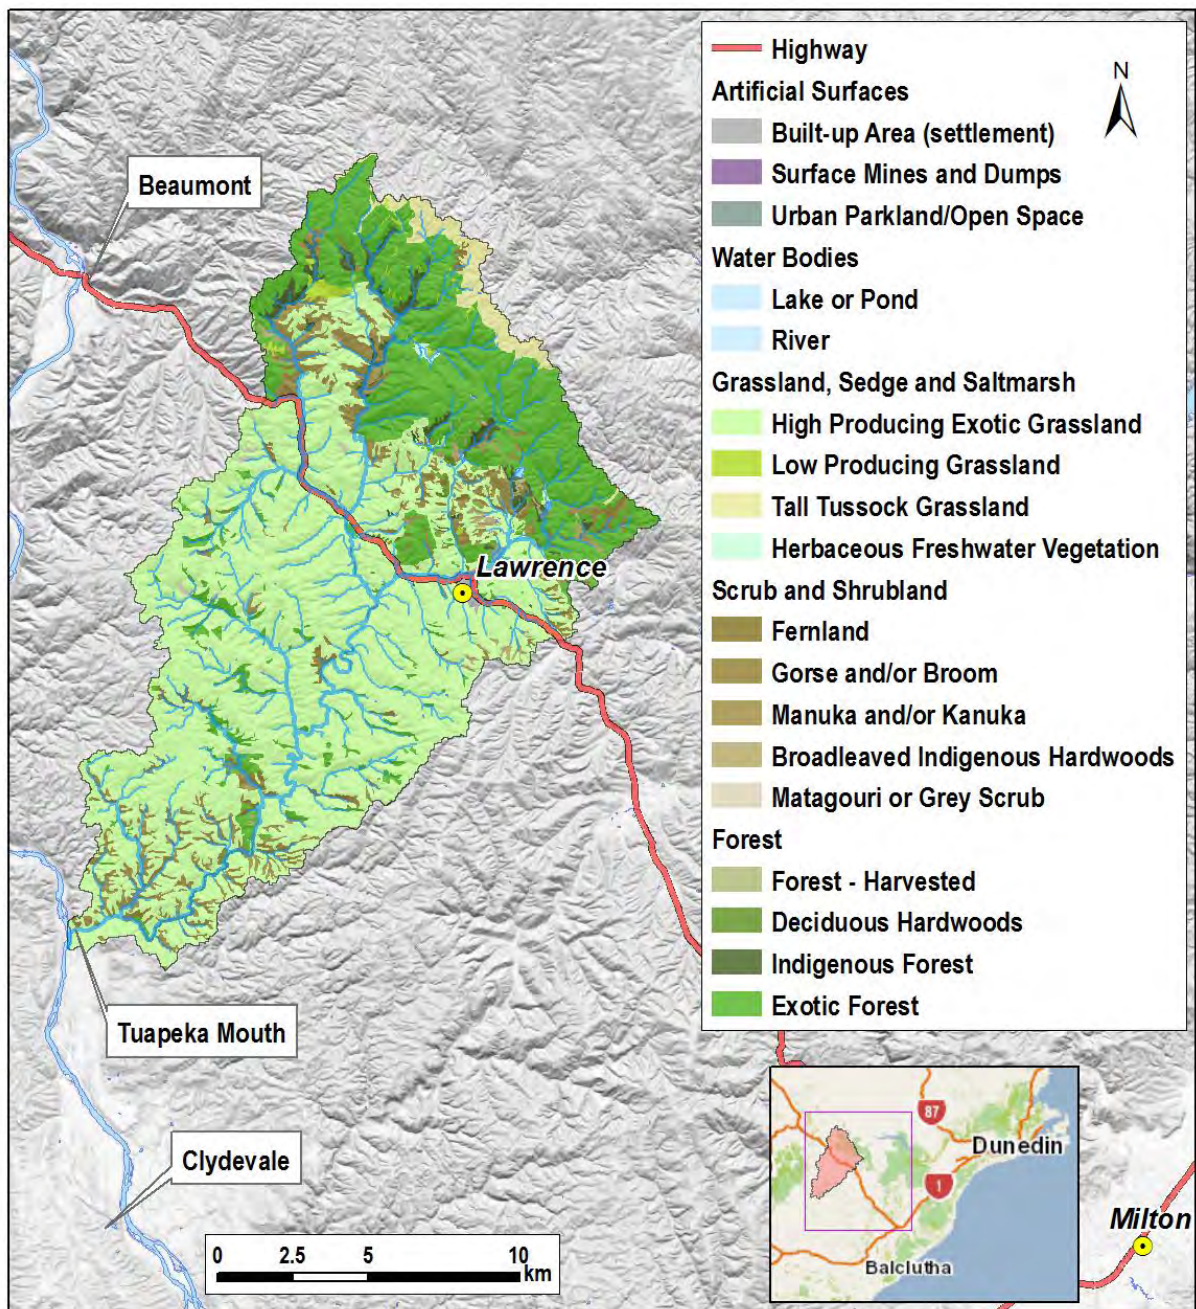 Highway
N
Artificial Surfaces
Built-up Area (settlement)
Surface Mines and Dumps
Urban Parkland/Open Space
Water Bodies
Lake or Pond
River
Grassland, Sedge and Saltmarsh
High Producing Exotic Grassland
Low Producing Grassland
Tall Tussock Grassland
Herbaceous Freshwater Vegetation
Scrub and Shrubland
Fernland
Gorse and/or Broom
Manuka and/or Kanuka
Broadleaved Indigenous Hardwoods
Matagouri or Grey Scrub
Forest
Forest - Harvested
Deciduous Hardwoods
Indigenous Forest
Exotic Forest
Beaumont
Lawrence
Tuapeka Mouth
Clydevale
0 2.5 5 10
km
87
Dunedin
1
Balclutha
Milton